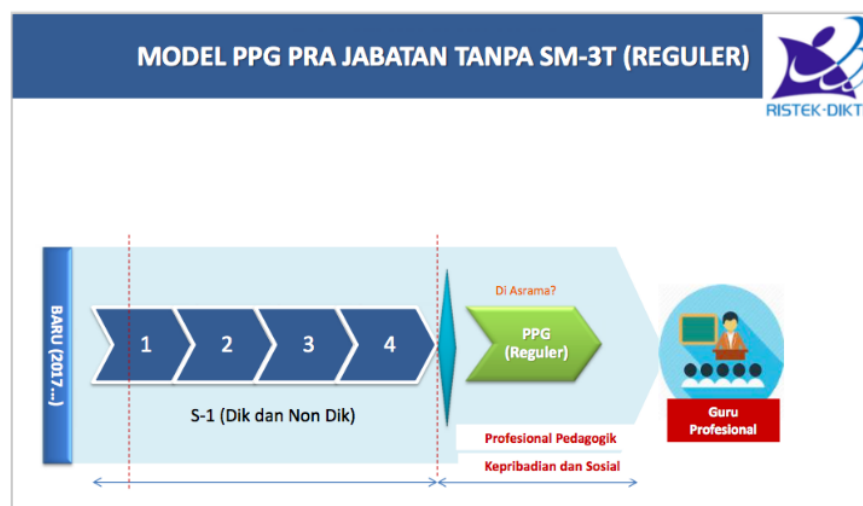 MODEL PPG PRA JABATAN TANPA SM-3T (REGULER)
RISTEK-DIKT
BARU (2017...)
1
2
3
4
Di Asrama?
PPG
(Reguler)
S-1 (Dik dan Non Dik)
Profesional Pedagogik
Kepribadian dan Sosial
Guru
Profesional